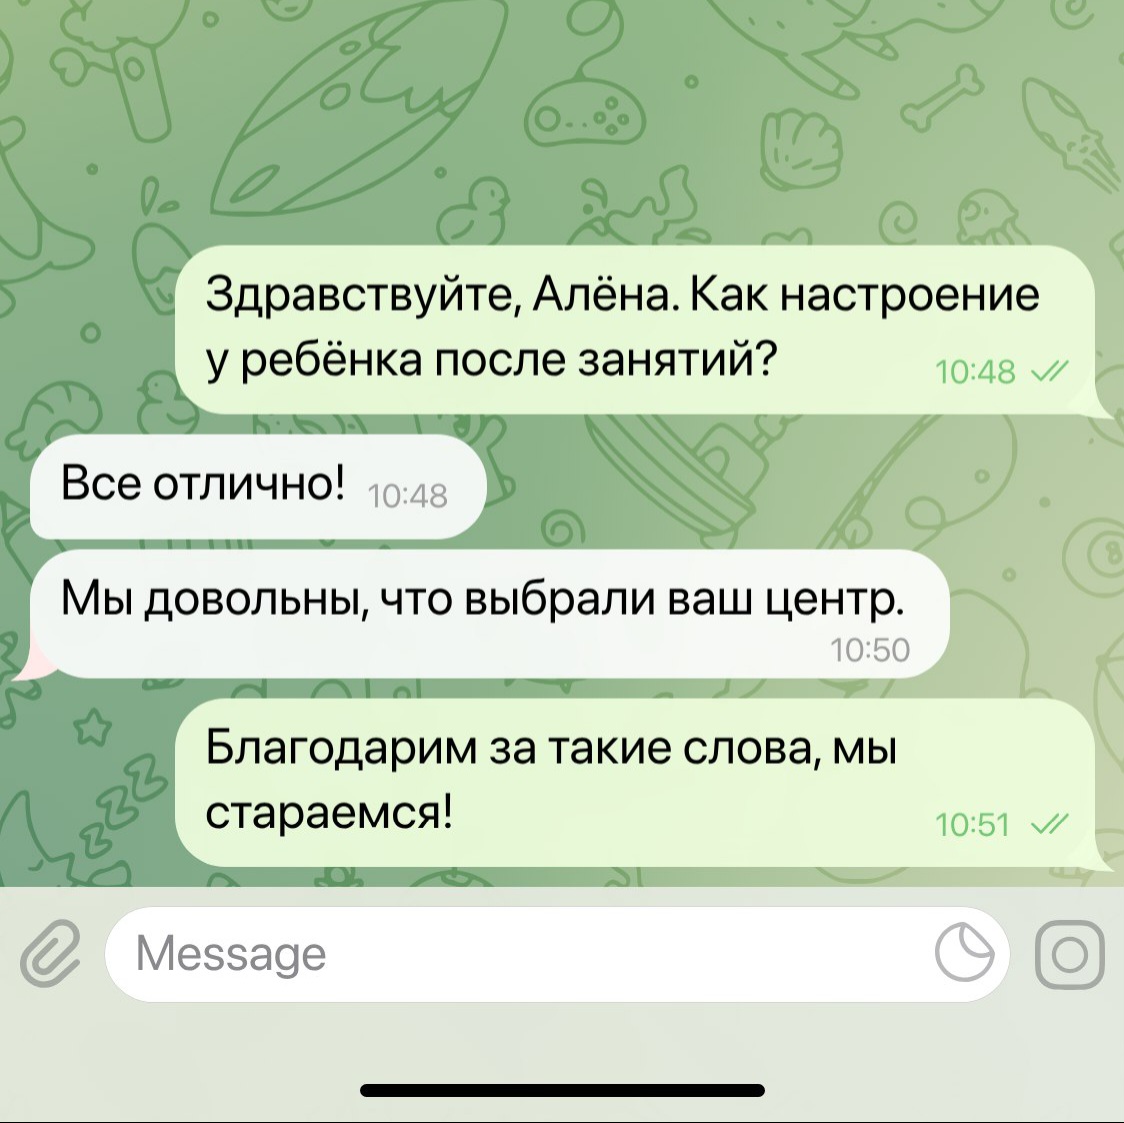 Здравствуйте, Алёна. Как настроение
у ребёнка после занятий?
10:48
Все отлично! 10:48
Мы довольны, что выбрали ваш центр.
10:50
Благодарим за такие слова, мы
стараемся!
10:51
Message